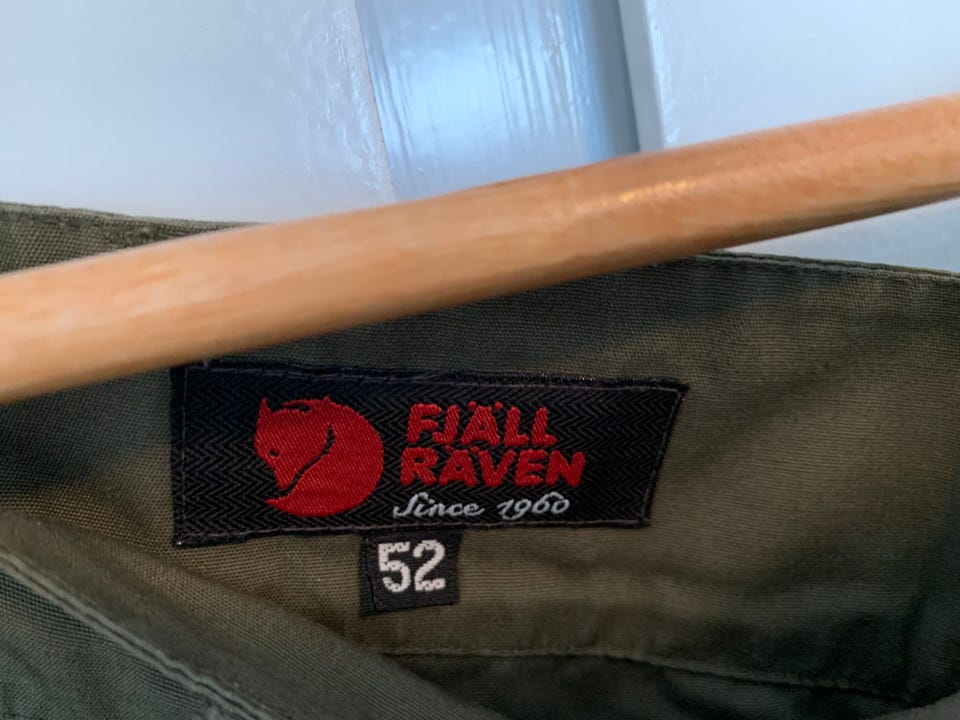 FJÄLL
RÄVEN
Since 1960
52